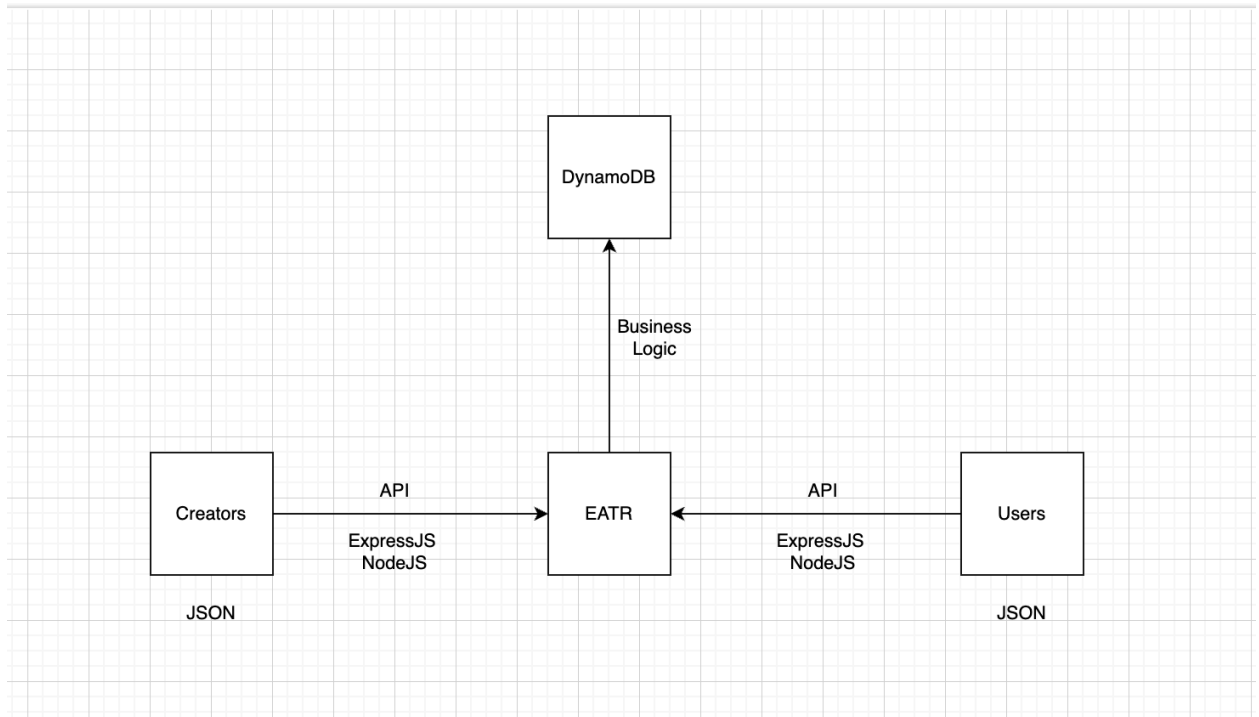 DynamoDB
Business
Logic
Creators
API
ExpressJS
NodeJS
EATR
API
ExpressJS
NodeJS
Users
JSON
JSON